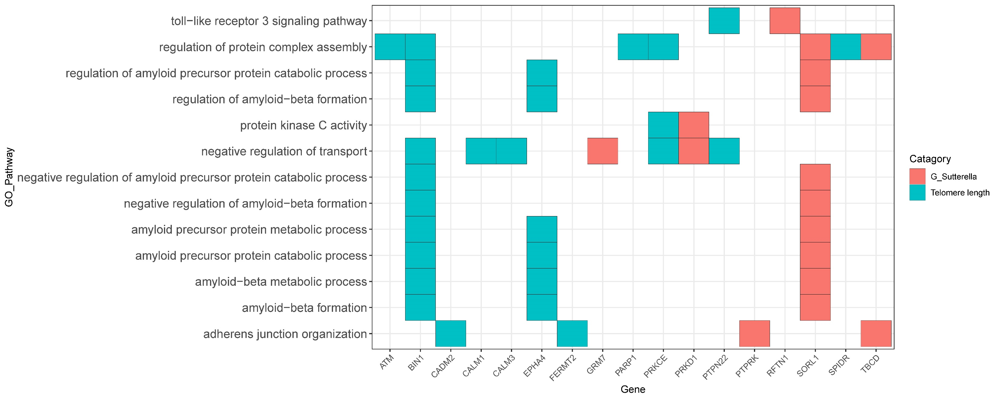 toll−like receptor 3 signaling pathway
regulation of protein complex assembly
regulation of amyloid precursor protein catabolic process
regulation of amyloid−beta formation
protein kinase C activity
negative regulation of transport
negative regulation of amyloid precursor protein catabolic process
negative regulation of amyloid−beta formation
amyloid precursor protein metabolic process
amyloid precursor protein catabolic process
amyloid−beta metabolic process
amyloid−beta formation
adherens junction organization
GO_Pathway
ATM
BIN1
CADM2
CALM1
CALM3
EPHA4
FERMT2
GRM7
PARP1
PRKCE
PRKD1
PTPN22
PTPRK
RFTN1
SORL1
SPIDR
TBCD
Gene
Catagory
G_Sutterella
Telomere length